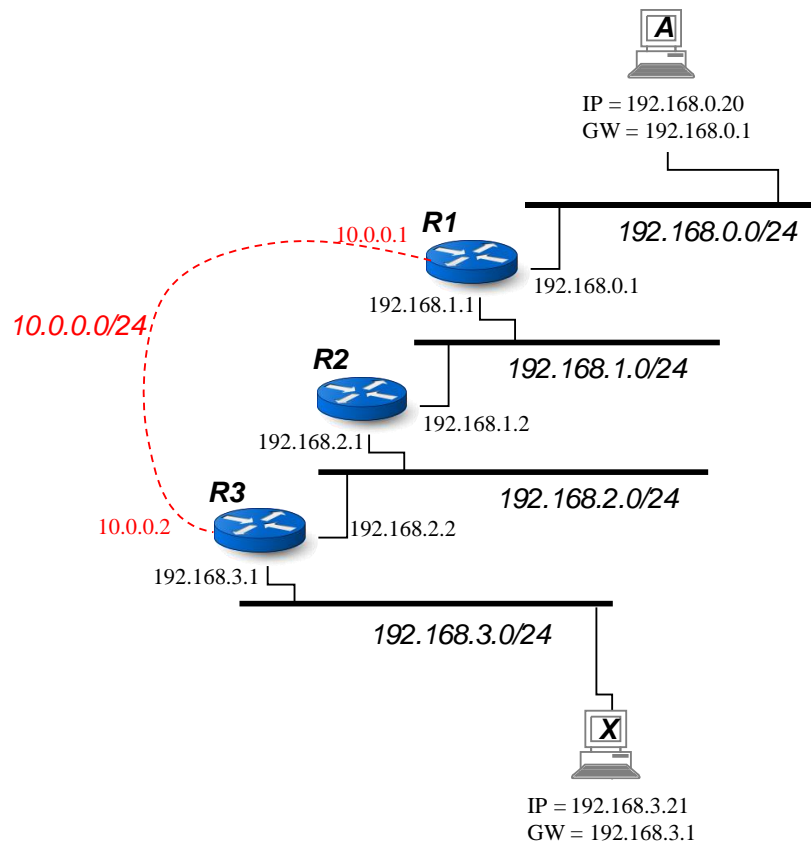 A
IP = 192.168.0.20
GW = 192.168.0.1
R1
192.168.0.0/24
10.0.0.1
192.168.0.1
192.168.1.1
10.0.0.0/24
R2
192.168.1.0/24
192.168.1.2
192.168.2.1
R3
192.168.2.0/24
10.0.0.2
192.168.2.2
192.168.3.1
192.168.3.0/24
X
IP = 192.168.3.21
GW = 192.168.3.1